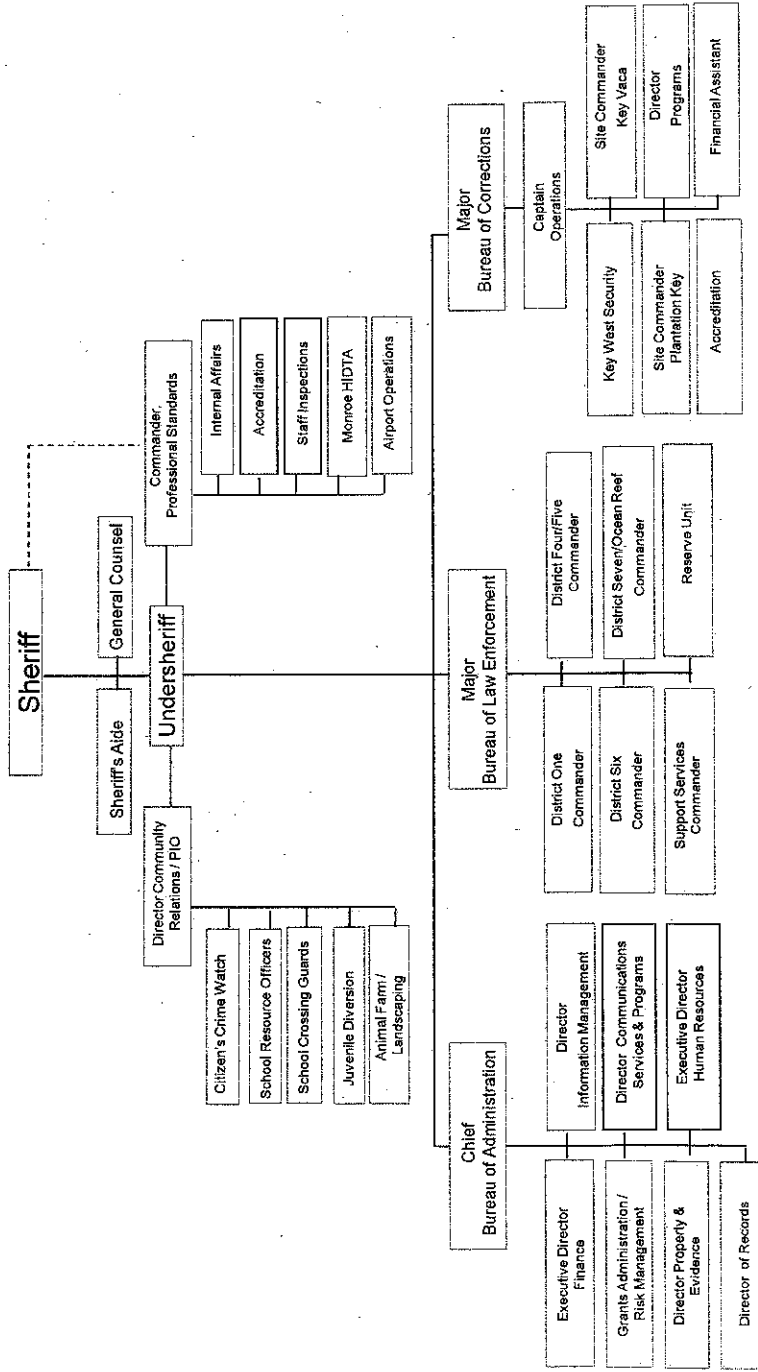 Sheriff
Sheriff's Aide
General Counsel
Undersheriff
Director Community
Relations / PIO
Citizen's Crime Watch
School Resource Officers
School Crossing Guards
Juvenile Diversion
Animal Farm /
Landscaping
Commander,
Professional Standards
Internal Affairs
Accreditation
Staff Inspections
Monroe HIDTA
Airport Operations
Chief
Bureau of Administration
Executive Director
Finance
Director
Information Management
Grants Administration /
Risk Management
Director Communications
Services & Programs
Director Property &
Evidence
Executive Director
Human Resources
Director of Records
Major
Bureau of Law Enforcement
District One
Commander
District Four/Five
Commander
District Six
Commander
District Seven/Ocean Reef
Commander
Support Services
Commander
Reserve Unit
Major
Bureau of Corrections
Captain
Operations
Key West Security
Site Commander
Key Vaca
Site Commander
Plantation Key
Director
Programs
Accreditation
Financial Assistant